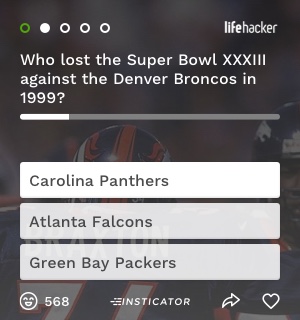 lifehacker
Who lost the Super Bowl XXXIII
against the Denver Broncos in
1999?
Carolina Panthers
Atlanta Falcons
BRAXTON
Green Bay Packers
568
INSTICATOR